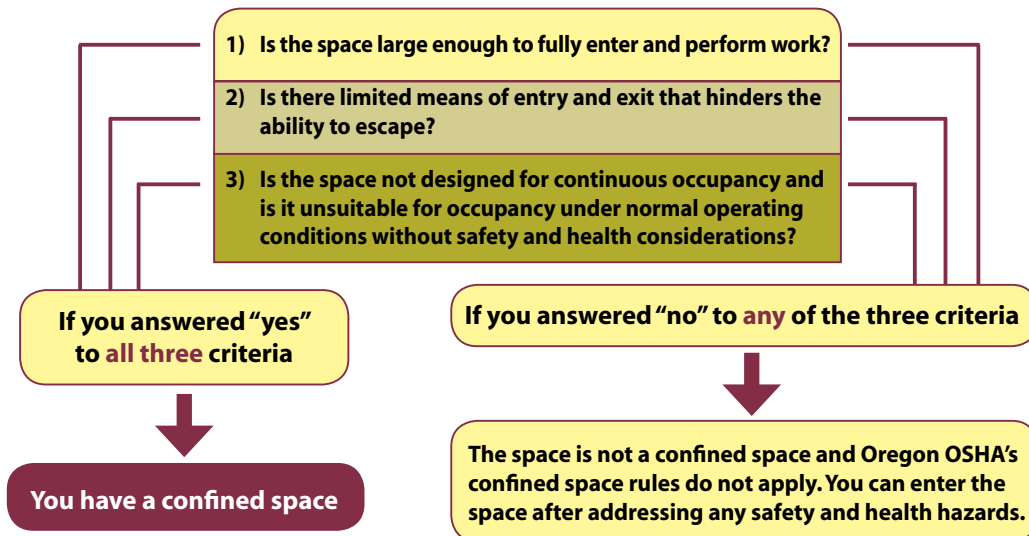 1) Is the space large enough to fully enter and perform work?
2) Is there limited means of entry and exit that hinders the
ability to escape?
3) Is the space not designed for continuous occupancy and
is it unsuitable for occupancy under normal operating
conditions without safety and health considerations?
If you answered “yes”
to all three criteria
If you answered “no” to any of the three criteria
You have a confined space
The space is not a confined space and Oregon OSHA’s
confined space rules do not apply. You can enter the
space after addressing any safety and health hazards.